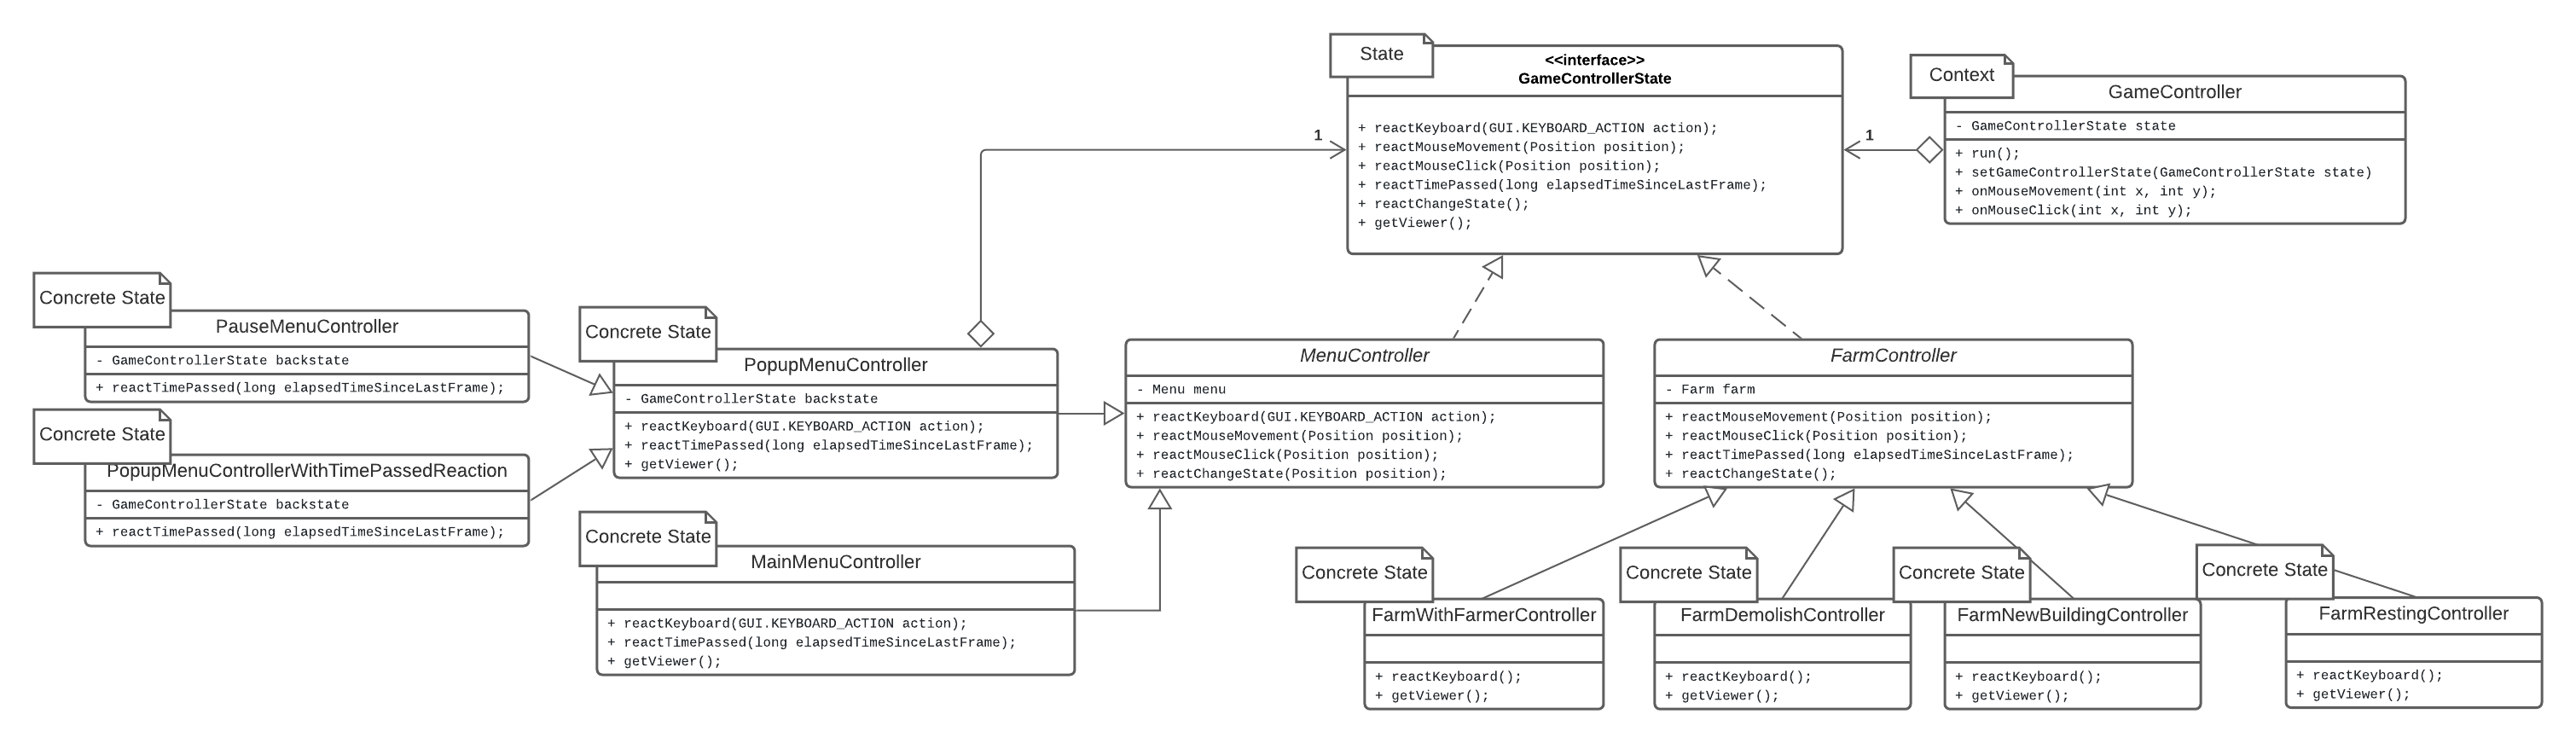 State
<<interface>>
GameControllerState
+ reactKeyboard(GUI.KEYBOARD_ACTION action);
+ reactMouseMovement(Position position);
+ reactMouseClick(Position position);
+ reactTimePassed(long elapsedTimeSinceLastFrame);
+ reactChangeState();
+ getViewer();
1
1
Context
GameController
- GameControllerState state
+ run();
+ setGameControllerState(GameControllerState state)
+ onMouseMovement(int x, int y);
+ onMouseClick(int x, int y);
Concrete State
PauseMenuController
- GameControllerState backstate
+ reactTimePassed(long elapsedTimeSinceLastFrame);
Concrete State
PopupMenuControllerWithTimePassedReaction
- GameControllerState backstate
+ reactTimePassed(long elapsedTimeSinceLastFrame);
Concrete State
PopupMenuController
- GameControllerState backstate
+ reactKeyboard(GUI.KEYBOARD_ACTION action);
+ reactTimePassed(long elapsedTimeSinceLastFrame);
+ getViewer();
Concrete State
MainMenuController
+ reactKeyboard(GUI.KEYBOARD_ACTION action);
+ reactTimePassed(long elapsedTimeSinceLastFrame);
+ getViewer();
MenuController
- Menu menu
+ reactKeyboard(GUI.KEYBOARD_ACTION action);
+ reactMouseMovement(Position position);
+ reactMouseClick(Position position);
+ reactChangeState(Position position);
FarmController
- Farm farm
+ reactMouseMovement(Position position);
+ reactMouseClick(Position position);
+ reactTimePassed(long elapsedTimeSinceLastFrame);
+ reactChangeState();
Concrete State
FarmWithFarmerController
+ reactKeyboard();
+ getViewer();
Concrete State
FarmDemolishController
+ reactKeyboard();
+ getViewer();
Concrete State
FarmNewBuildingController
+ reactKeyboard();
+ getViewer();
Concrete State
FarmRestingController
+ reactKeyboard();
+ getViewer();